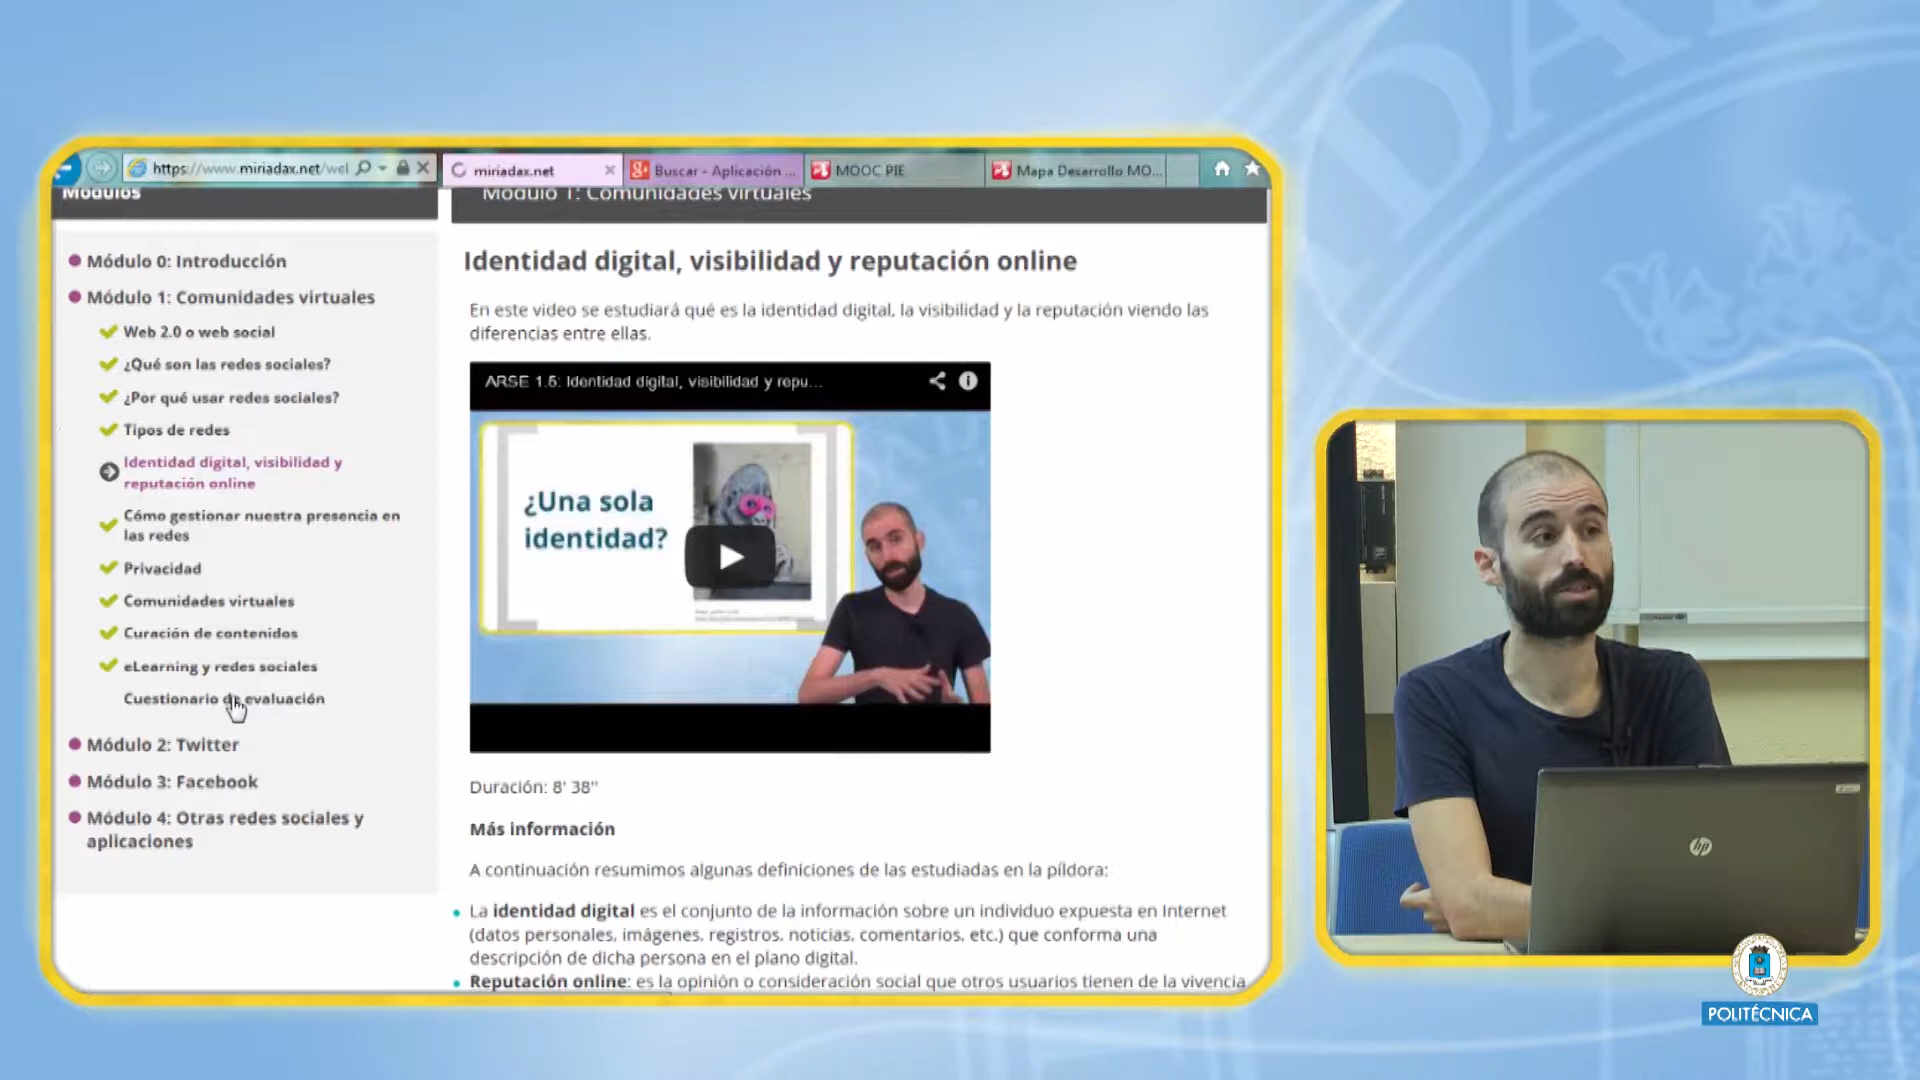 https://www.miriadax.net/wel
miriadax.net
Buscar - Aplicación ...
MOOC PIE
Mapa Desarrollo MO...
Módulos
Módulo 1: Comunidades virtuales
Módulo 0: Introducción
Módulo 1: Comunidades virtuales
Web 2.0 o web social
¿Qué son las redes sociales?
¿Por qué usar redes sociales?
Tipos de redes
Identidad digital, visibilidad y
reputación online
Cómo gestionar nuestra presencia en
las redes
Privacidad
Comunidades virtuales
Curación de contenidos
eLearning y redes sociales
Cuestionario de evaluación
Módulo 2: Twitter
Módulo 3: Facebook
Módulo 4: Otras redes sociales y
aplicaciones
Identidad digital, visibilidad y reputación online
En este video se estudiará qué es la identidad digital, la visibilidad y la reputación viendo las
diferencias entre ellas.
ARSE 1.5: Identidad digital, visibilidad y repu...
¿Una sola
identidad?
Duración: 8' 38''
Más información
A continuación resumimos algunas definiciones de las estudiadas en la píldora:
La identidad digital es el conjunto de la información sobre un individuo expuesta en Internet
(datos personales, imágenes, registros, noticias, comentarios, etc.) que conforma una
descripción de dicha persona en el plano digital.
Reputación online: es la opinión o consideración social que otros usuarios tienen de la vivencia
hp
POLITÉCNICA